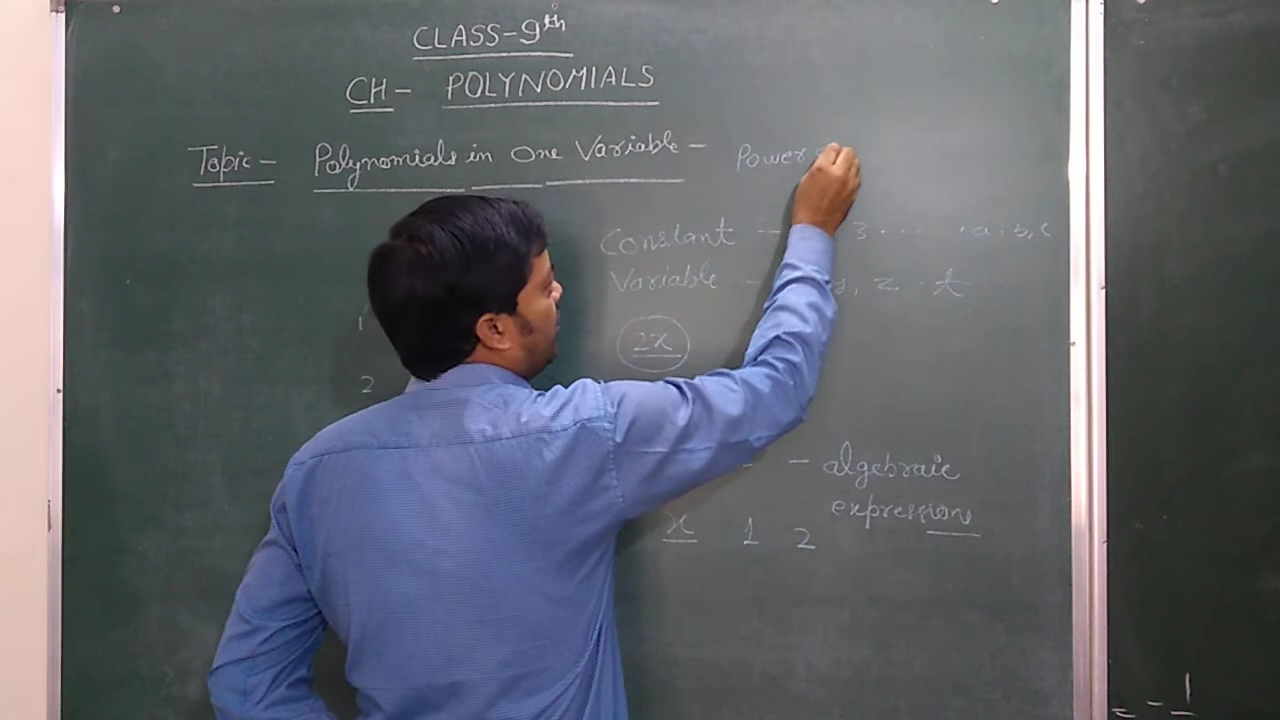 CLASS-9th
CH- POLYNOMIALS
Topic- Polynomials in One Variable- Power
Constant - 3 . . . . . a, b, c
Variable - , z . t
1
2x
2
- algebraic
expression
x 1 2
= - 1